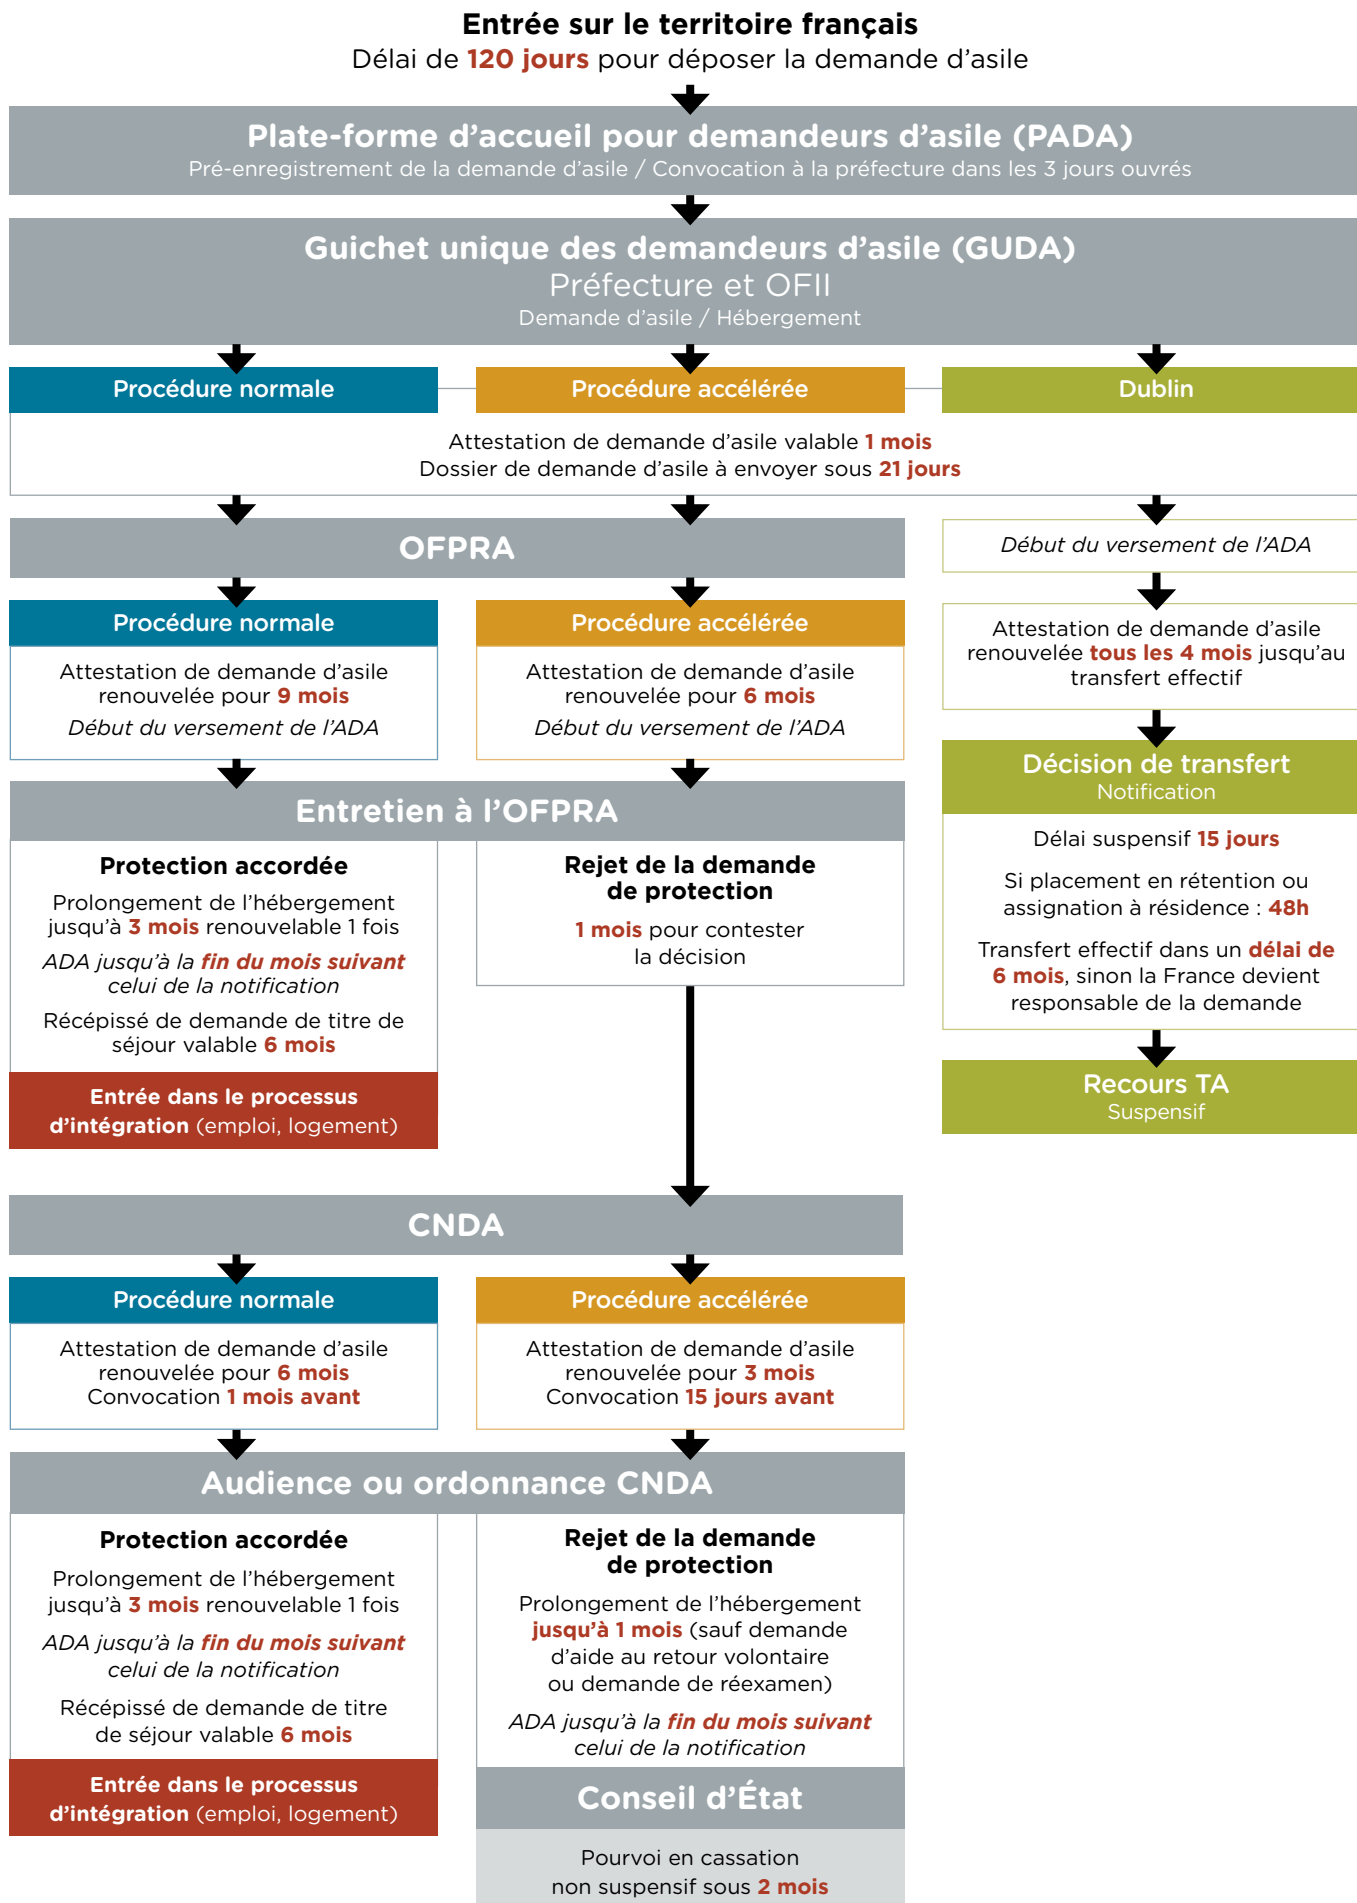 Entrée sur le territoire français
Délai de 120 jours pour déposer la demande d'asile
Plate-forme d'accueil pour demandeurs d'asile (PADA)
Pré-enregistrement de la demande d'asile / Convocation à la préfecture dans les 3 jours ouvrés
Guichet unique des demandeurs d'asile (GUDA)
Préfecture et OFII
Demande d'asile / Hébergement
Procédure normale
Procédure accélérée
Dublin
Attestation de demande d'asile valable 1 mois
Dossier de demande d'asile à envoyer sous 21 jours
OFPRA
Procédure normale
Attestation de demande d'asile
renouvelée pour 9 mois
Début du versement de l'ADA
Procédure accélérée
Attestation de demande d'asile
renouvelée pour 6 mois
Début du versement de l'ADA
Entretien à l'OFPRA
Protection accordée
Prolongement de l'hébergement
jusqu'à 3 mois renouvelable 1 fois
ADA jusqu'à la fin du mois suivant
celui de la notification
Récépissé de demande de titre de
séjour valable 6 mois
Entrée dans le processus
d'intégration (emploi, logement)
Rejet de la demande
de protection
1 mois pour contester
la décision
Début du versement de l'ADA
Attestation de demande d'asile
renouvelée tous les 4 mois jusqu'au
transfert effectif
Décision de transfert
Notification
Délai suspensif 15 jours
Si placement en rétention ou
assignation à résidence : 48h
Transfert effectif dans un délai de
6 mois, sinon la France devient
responsable de la demande
Recours TA
Suspensif
CNDA
Procédure normale
Attestation de demande d'asile
renouvelée pour 6 mois
Convocation 1 mois avant
Procédure accélérée
Attestation de demande d'asile
renouvelée pour 3 mois
Convocation 15 jours avant
Audience ou ordonnance CNDA
Protection accordée
Prolongement de l'hébergement
jusqu'à 3 mois renouvelable 1 fois
ADA jusqu'à la fin du mois suivant
celui de la notification
Récépissé de demande de titre
de séjour valable 6 mois
Entrée dans le processus
d'intégration (emploi, logement)
Rejet de la demande
de protection
Prolongement de l'hébergement
jusqu'à 1 mois (sauf demande
d'aide au retour volontaire
ou demande de réexamen)
ADA jusqu'à la fin du mois suivant
celui de la notification
Conseil d'État
Pourvoi en cassation
non suspensif sous 2 mois